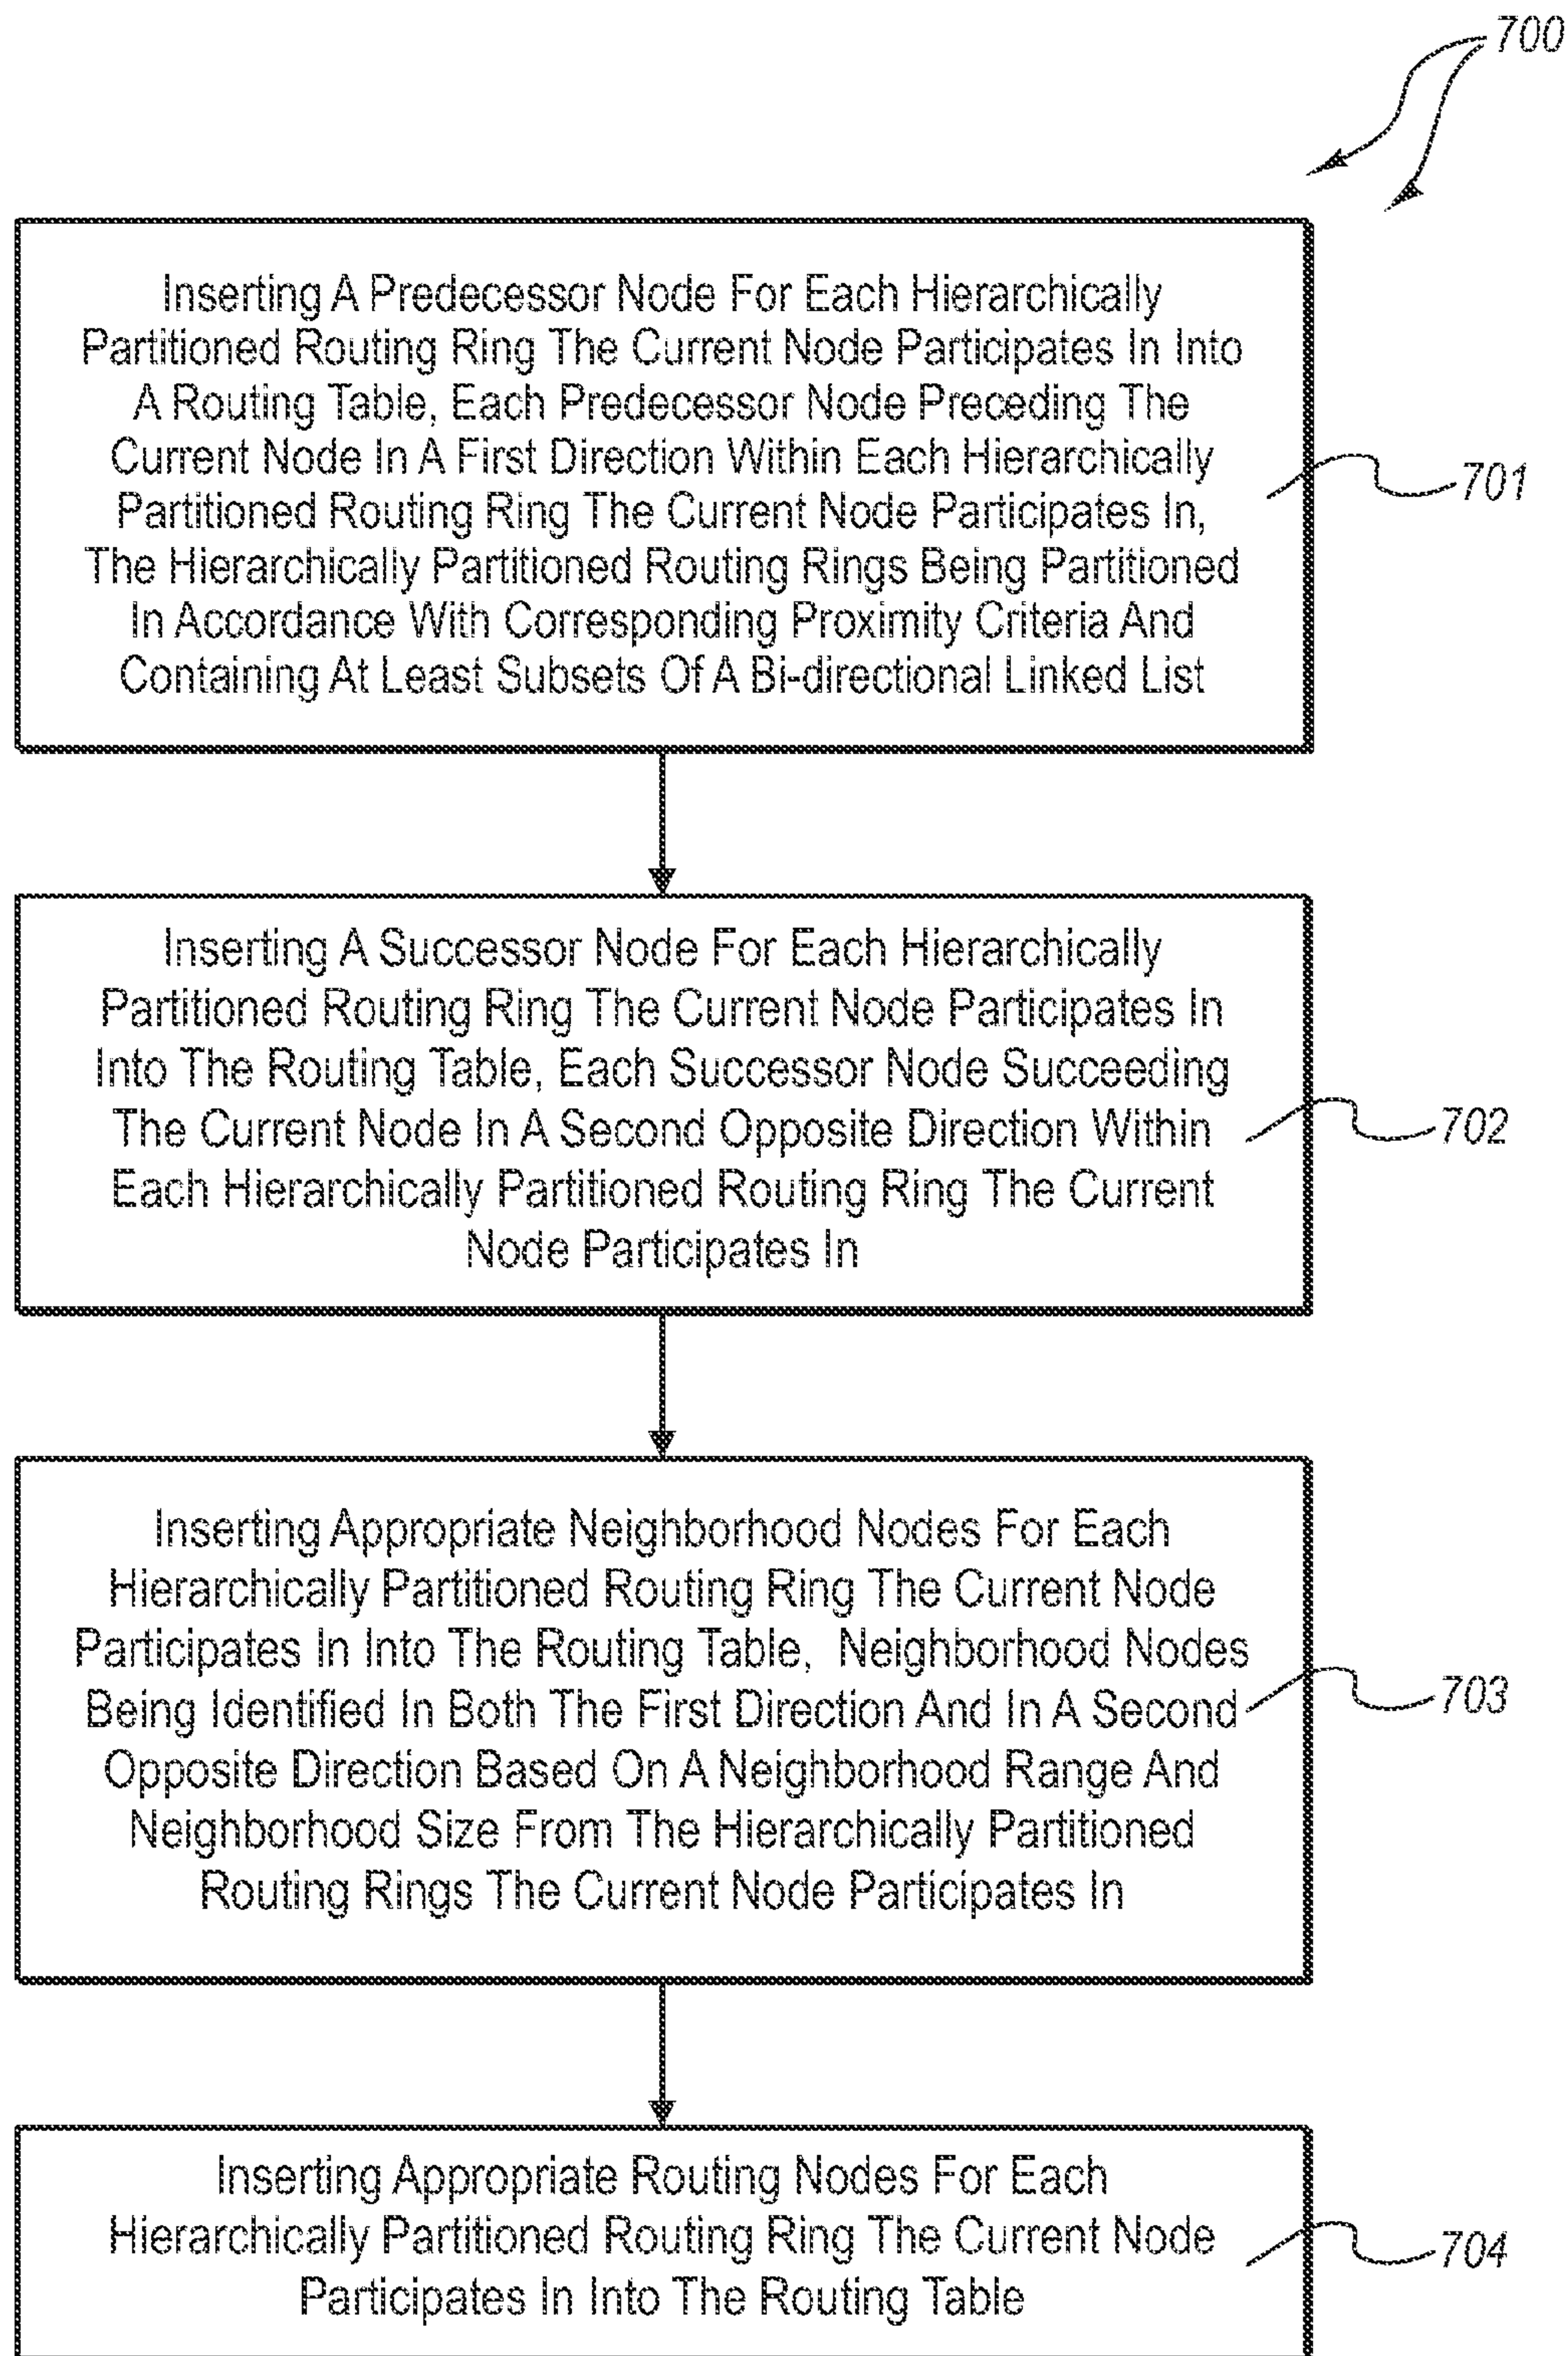 700
Inserting A Predecessor Node For Each Hierarchically
Partitioned Routing Ring The Current Node Participates In Into
A Routing Table, Each Predecessor Node Preceding The
Current Node In A First Direction Within Each Hierarchically
Partitioned Routing Ring The Current Node Participates In,
The Hierarchically Partitioned Routing Rings Being Partitioned
In Accordance With Corresponding Proximity Criteria And
Containing At Least Subsets Of A Bi-directional Linked List
701
Inserting A Successor Node For Each Hierarchically
Partitioned Routing Ring The Current Node Participates In
Into The Routing Table, Each Successor Node Succeeding
The Current Node In A Second Opposite Direction Within
Each Hierarchically Partitioned Routing Ring The Current
Node Participates In
702
Inserting Appropriate Neighborhood Nodes For Each
Hierarchically Partitioned Routing Ring The Current Node
Participates In Into The Routing Table, Neighborhood Nodes
Being Identified In Both The First Direction And In A Second
Opposite Direction Based On A Neighborhood Range And
Neighborhood Size From The Hierarchically Partitioned
Routing Rings The Current Node Participates In
703
Inserting Appropriate Routing Nodes For Each
Hierarchically Partitioned Routing Ring The Current Node
Participates In Into The Routing Table
704